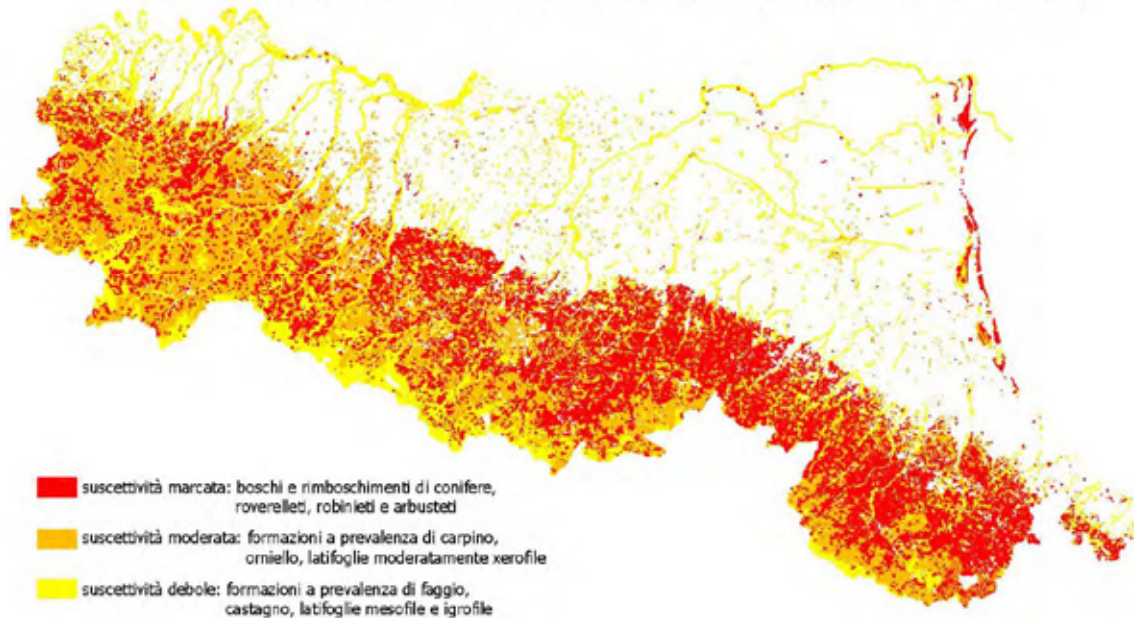 suscettività marcata: boschi e rimboschimenti di conifere,
roverelleti, robinieti e arbusteti
suscettività moderata: formazioni a prevalenza di carpino,
orniello, latifoglie moderatamente xerofile
suscettività debole: formazioni a prevalenza di faggio,
castagno, latifoglie mesofile e igrofile